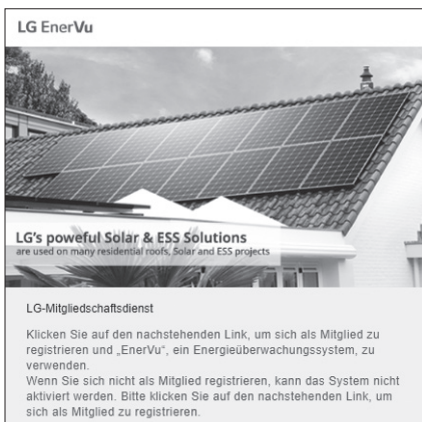 LG EnerVu
LG's poweful Solar & ESS Solutions
are used on many residential roofs, Solar and ESS projects
LG-Mitgliedschaftsdienst
Klicken Sie auf den nachstehenden Link, um sich als Mitglied zu
registrieren und „EnerVu“, ein Energieüberwachungssystem, zu
verwenden.
Wenn Sie sich nicht als Mitglied registrieren, kann das System nicht
aktiviert werden. Bitte klicken Sie auf den nachstehenden Link, um
sich als Mitglied zu registrieren.